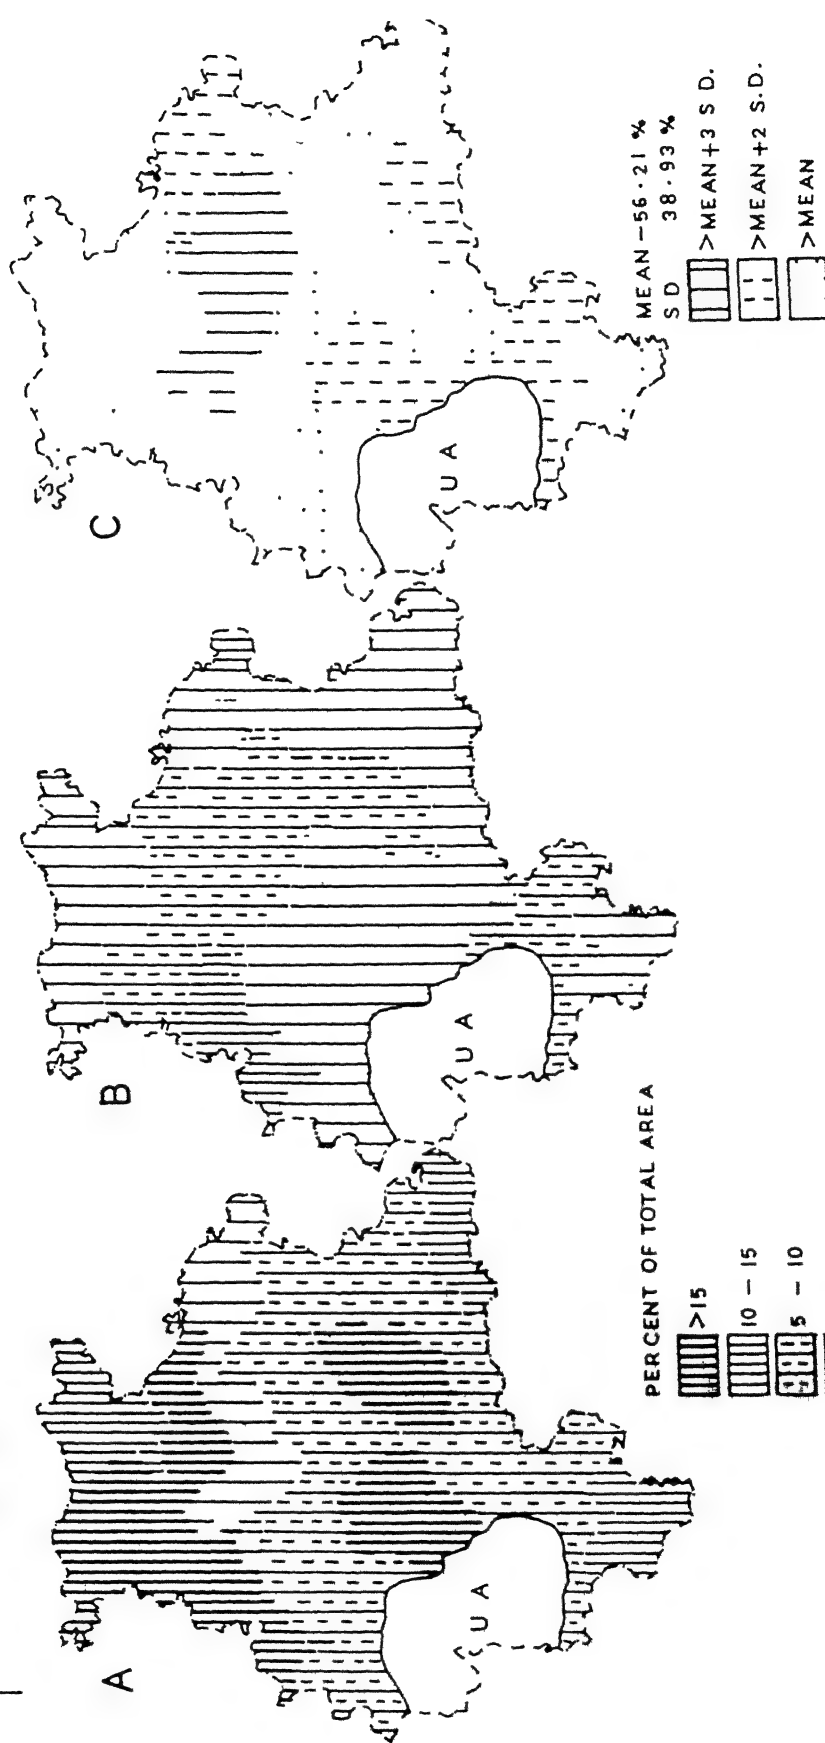 A
B
C
U A
U A
U A
PERCENT OF TOTAL AREA
>15
10 – 15
5 – 10
MEAN – 56·21 %
S D 38·93 %
>MEAN+3 S D.
>MEAN+2 S.D.
>MEAN